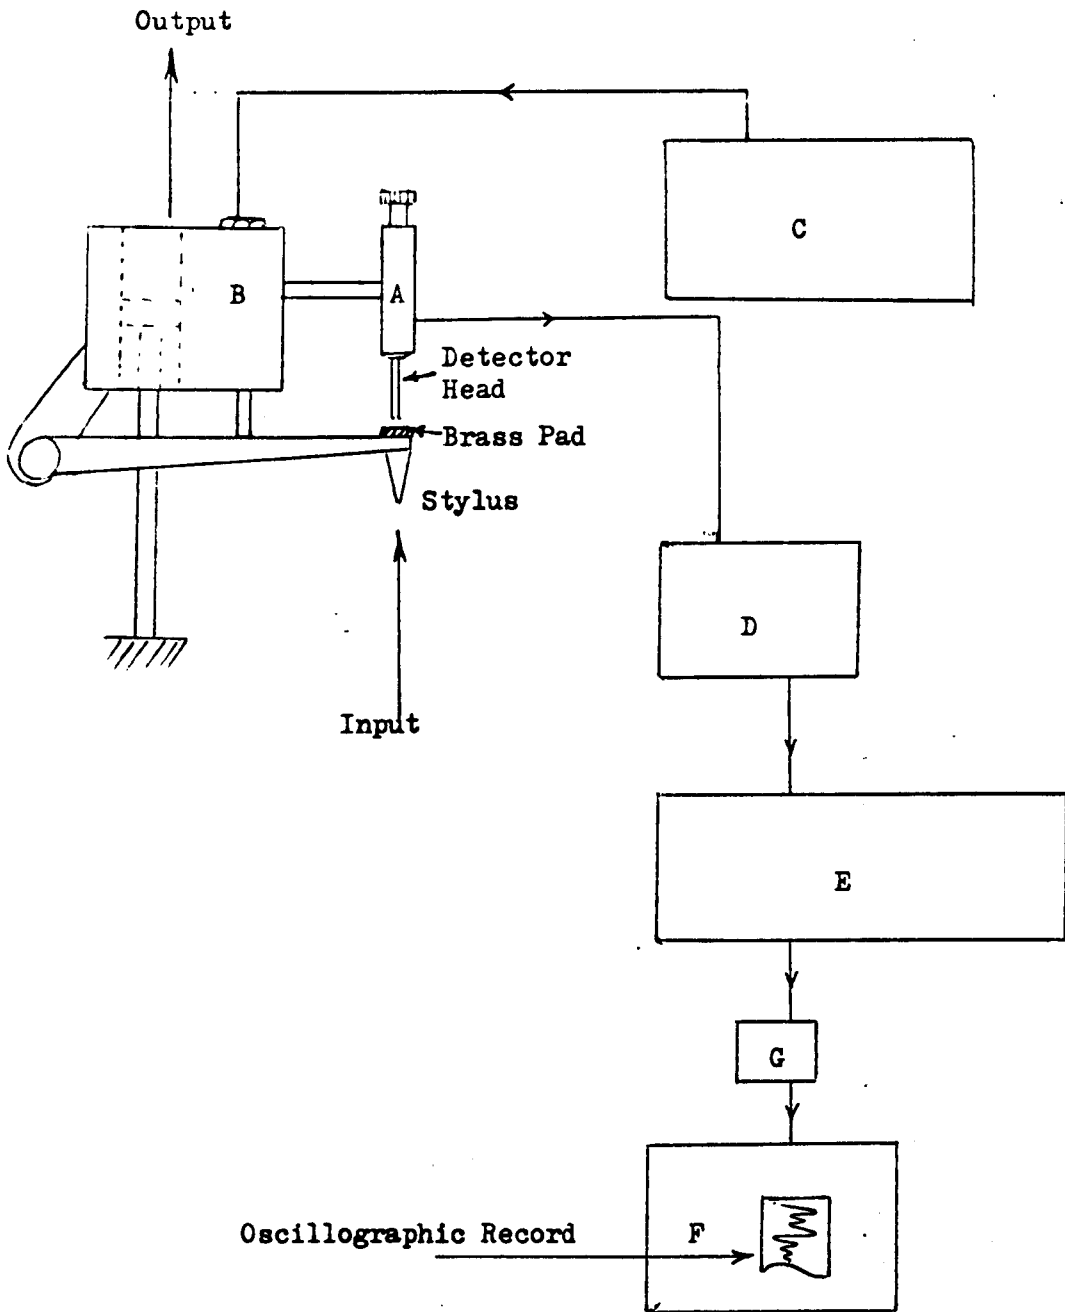 Output
C
B
A
Detector
Head
Brass Pad
Stylus
D
Input
E
G
Oscillographic Record
F